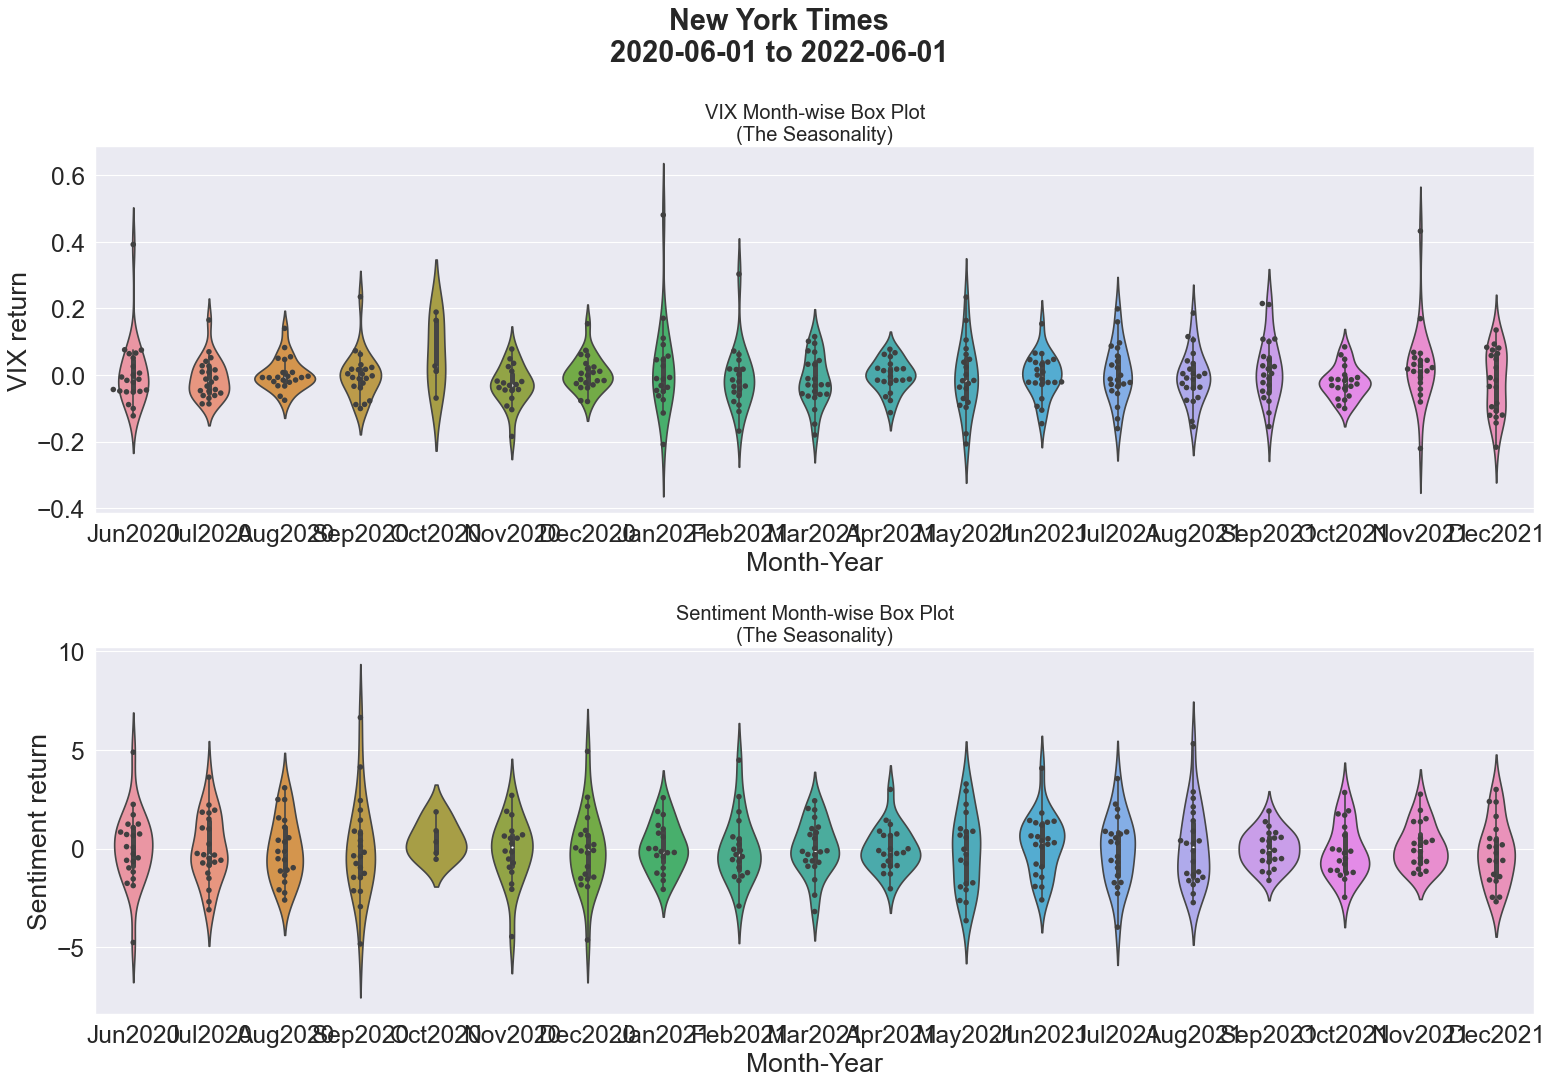 New York Times
2020-06-01 to 2022-06-01
VIX Month-wise Box Plot
(The Seasonality)
VIX return
0.6
0.4
0.2
0.0
−0.2
−0.4
Jun2020 Jul2020 Aug2020 Sep2020 Oct2020 Nov2020 Dec2020 Jan2021 Feb2021 Mar2021 Apr2021 May2021 Jun2021 Jul2021 Aug2021 Sep2021 Oct2021 Nov2021 Dec2021
Month-Year
Sentiment Month-wise Box Plot
(The Seasonality)
Sentiment return
10
5
0
−5
Jun2020 Jul2020 Aug2020 Sep2020 Oct2020 Nov2020 Dec2020 Jan2021 Feb2021 Mar2021 Apr2021 May2021 Jun2021 Jul2021 Aug2021 Sep2021 Oct2021 Nov2021 Dec2021
Month-Year